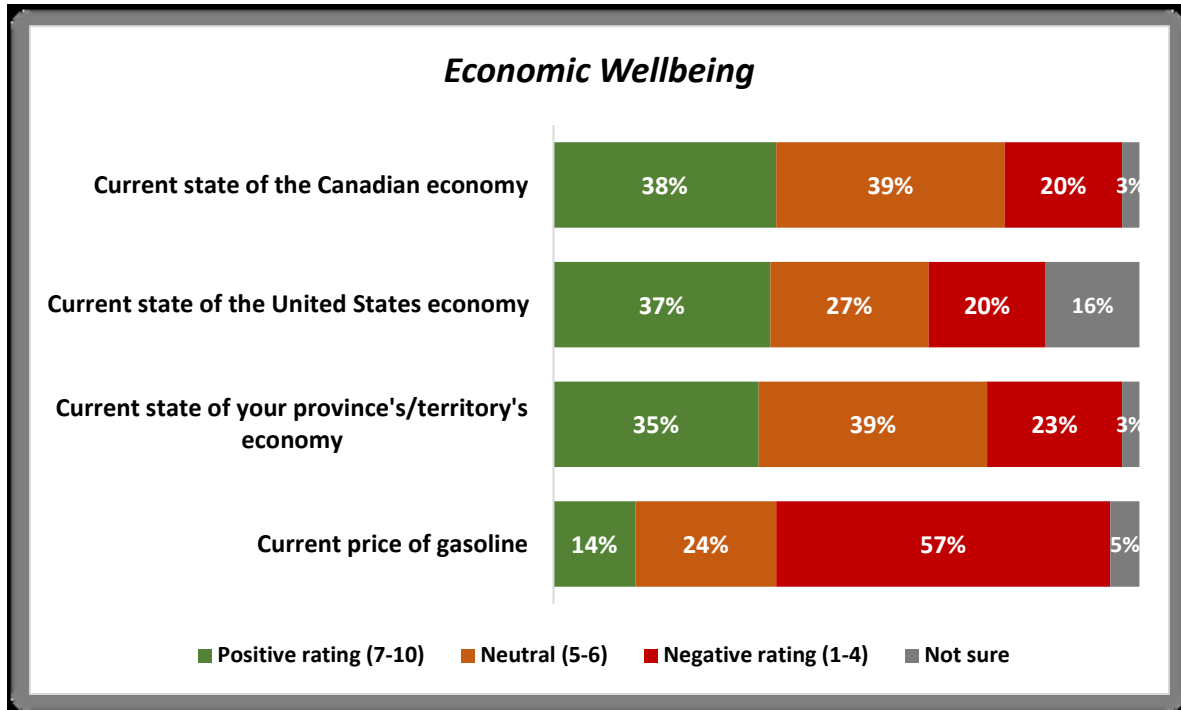 Economic Wellbeing
Current state of the Canadian economy
38% 39% 20% 3%
Current state of the United States economy
37% 27% 20% 16%
Current state of your province's/territory's
economy
35% 39% 23% 3%
Current price of gasoline
14% 24% 57% 5%
Positive rating (7-10) Neutral (5-6) Negative rating (1-4) Not sure